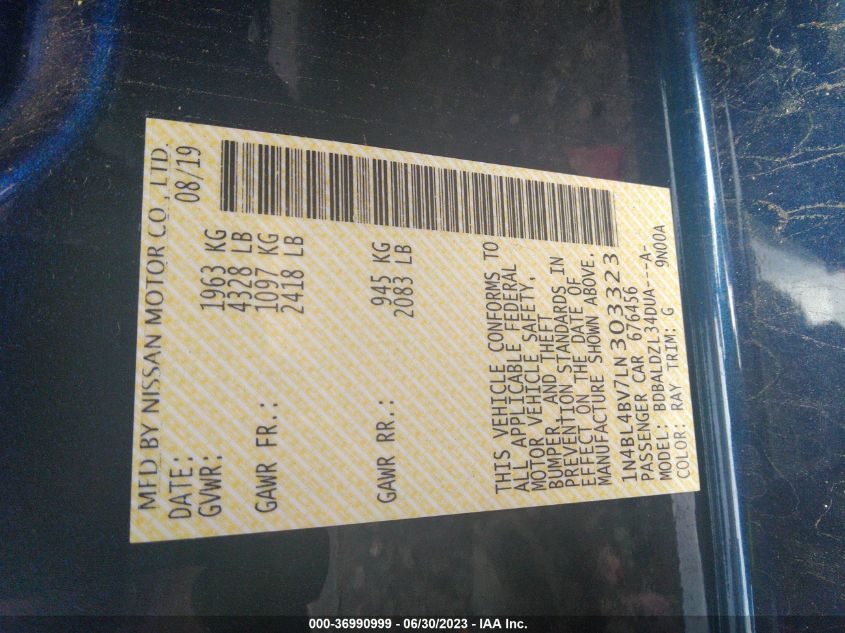 MFD BY NISSAN MOTOR CO., LTD.
DATE: 08/19
GVWR: 1963 KG
4328 LB
GAWR FR.: 1097 KG
2418 LB
GAWR RR.: 945 KG
2083 LB
THIS VEHICLE CONFORMS TO
ALL APPLICABLE FEDERAL
MOTOR VEHICLE SAFETY,
BUMPER, AND THEFT
PREVENTION STANDARDS IN
EFFECT ON THE DATE OF
MANUFACTURE SHOWN ABOVE.
1N4BL4BV7LN303323
PASSENGER CAR 676456
MODEL: BDBALDZL34DUA---A-
COLOR: RAY TRIM: G 9N00A
000-36990999 - 06/30/2023 - IAA Inc.